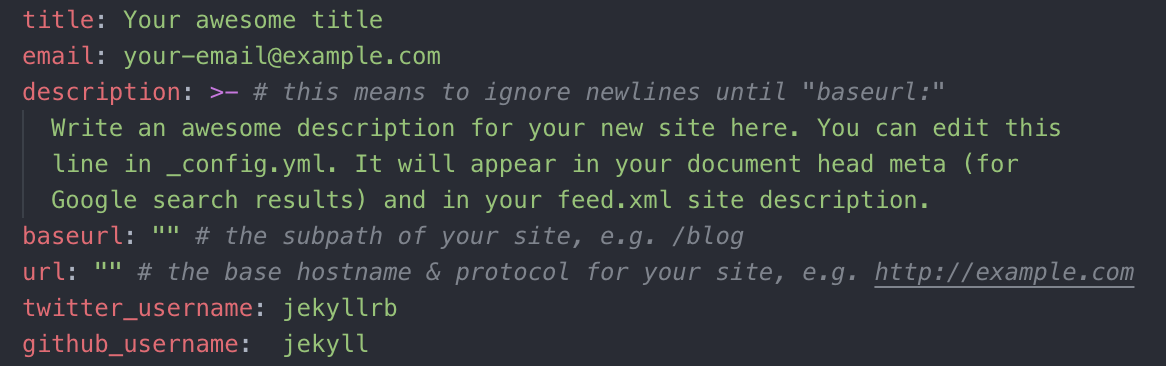 title: Your awesome title
email: your-email@example.com
description: >- # this means to ignore newlines until "baseurl:"
  Write an awesome description for your new site here. You can edit this
  line in _config.yml. It will appear in your document head meta (for
  Google search results) and in your feed.xml site description.
baseurl: "" # the subpath of your site, e.g. /blog
url: "" # the base hostname & protocol for your site, e.g. http://example.com
twitter_username: jekyllrb
github_username:  jekyll